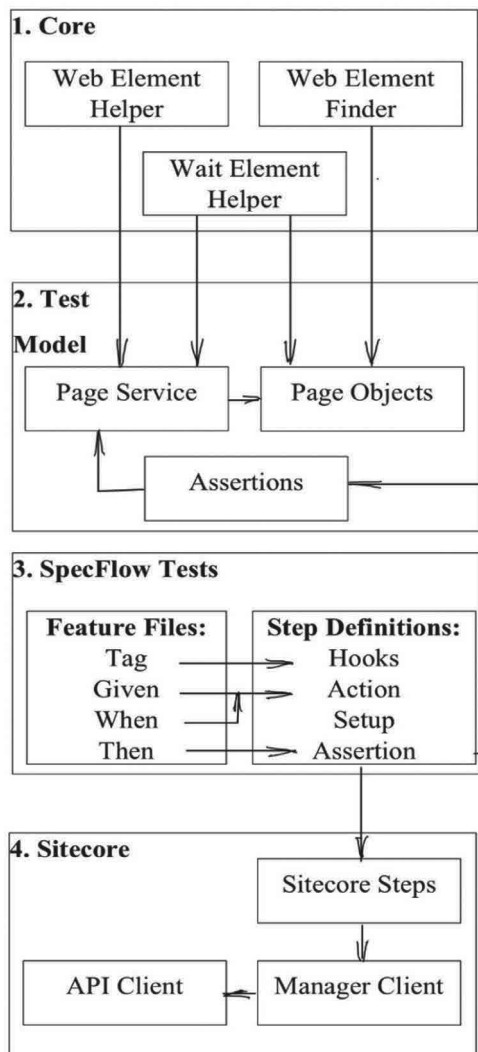 1. Core
Web Element
Helper
Web Element
Finder
Wait Element
Helper
2. Test
Model
Page Service
Page Objects
Assertions
3. SpecFlow Tests
Feature Files:
Tag
Given
When
Then
Step Definitions:
Hooks
Action
Setup
Assertion
4. Sitecore
Sitecore Steps
API Client
Manager Client